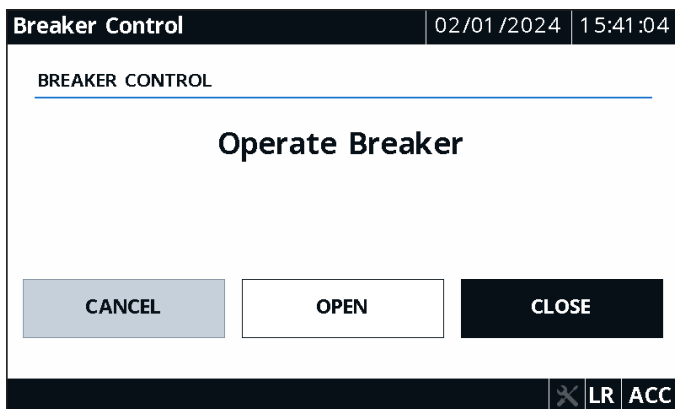 Breaker Control 02/01/2024 15:41:04
BREAKER CONTROL
Operate Breaker
CANCEL OPEN CLOSE
LR ACC